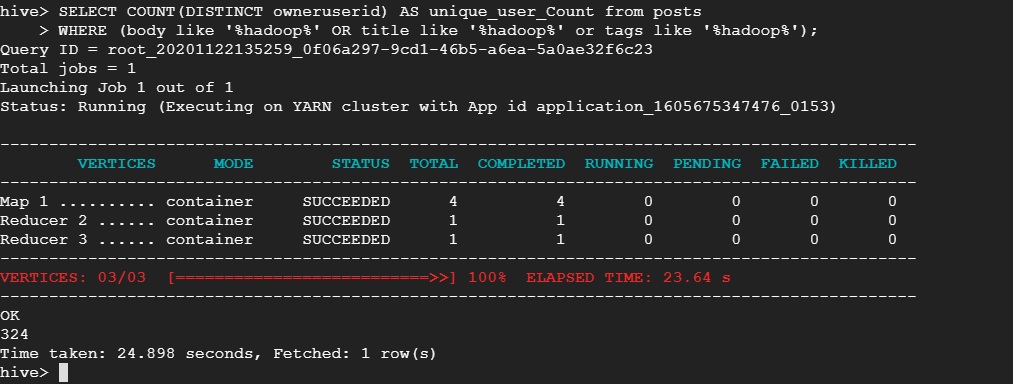 hive> SELECT COUNT(DISTINCT owneruserid) AS unique_user_Count from posts
    > WHERE (body like '%hadoop%' OR title like '%hadoop%' or tags like '%hadoop%');
Query ID = root_20201122135259_0f06a297-9cd1-46b5-a6ea-5a0ae32f6c23
Total jobs = 1
Launching Job 1 out of 1
Status: Running (Executing on YARN cluster with App id application_1605675347476_0153)
----------------------------------------------------------------------------------------------
        VERTICES      MODE        STATUS  TOTAL  COMPLETED  RUNNING  PENDING  FAILED  KILLED
----------------------------------------------------------------------------------------------
Map 1 .......... container     SUCCEEDED      4          4        0        0       0       0
Reducer 2 ...... container     SUCCEEDED      1          1        0        0       0       0
Reducer 3 ...... container     SUCCEEDED      1          1        0        0       0       0
----------------------------------------------------------------------------------------------
VERTICES: 03/03  [==========================>>] 100%  ELAPSED TIME: 23.64 s
----------------------------------------------------------------------------------------------
OK
324
Time taken: 24.898 seconds, Fetched: 1 row(s)
hive>